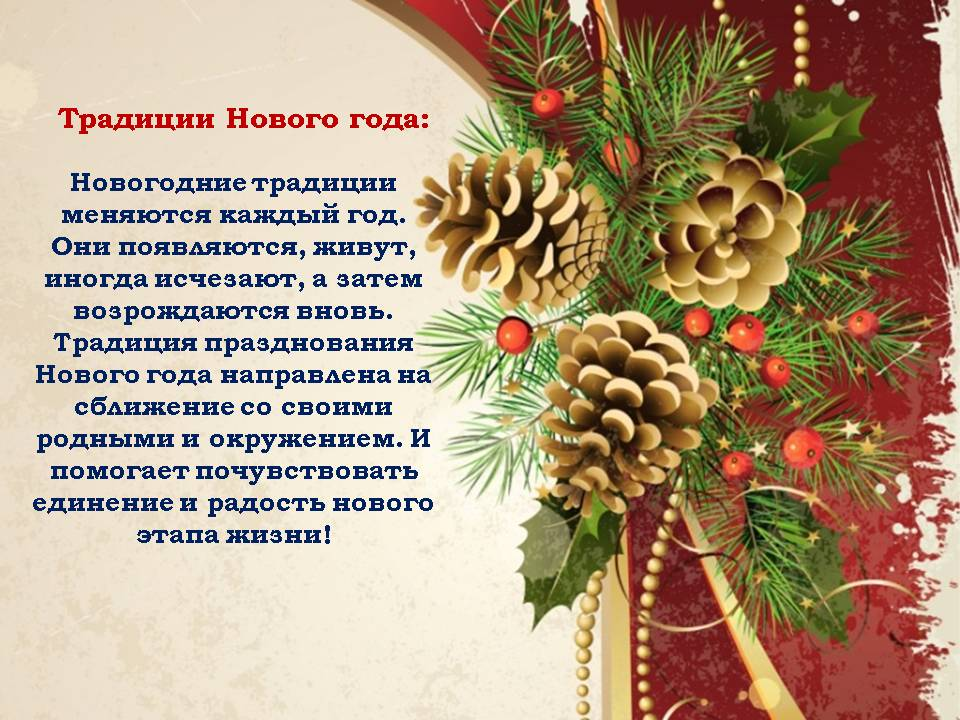 Традиции Нового года:
Новогодние традиции
меняются каждый год.
Они появляются, живут,
иногда исчезают, а затем
возрождаются вновь.
Традиция празднования
Нового года направлена на
сближение со своими
родными и окружением. И
помогает почувствовать
единение и радость нового
этапа жизни!